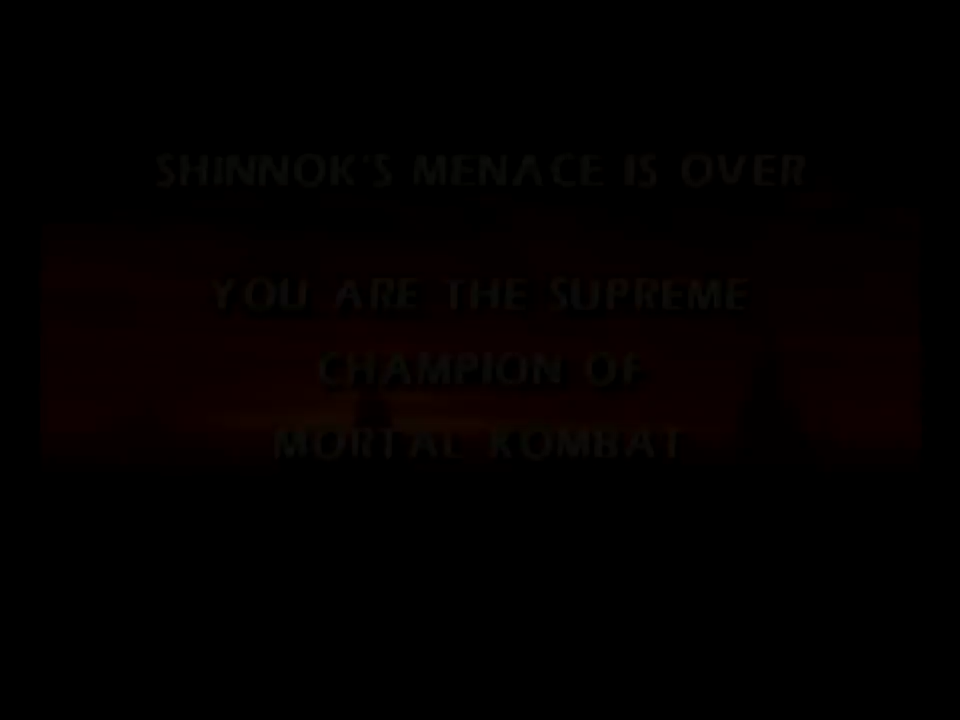 SHINNOK'S MENACE IS OVER
YOU ARE THE SUPREME
CHAMPION OF
MORTAL KOMBAT